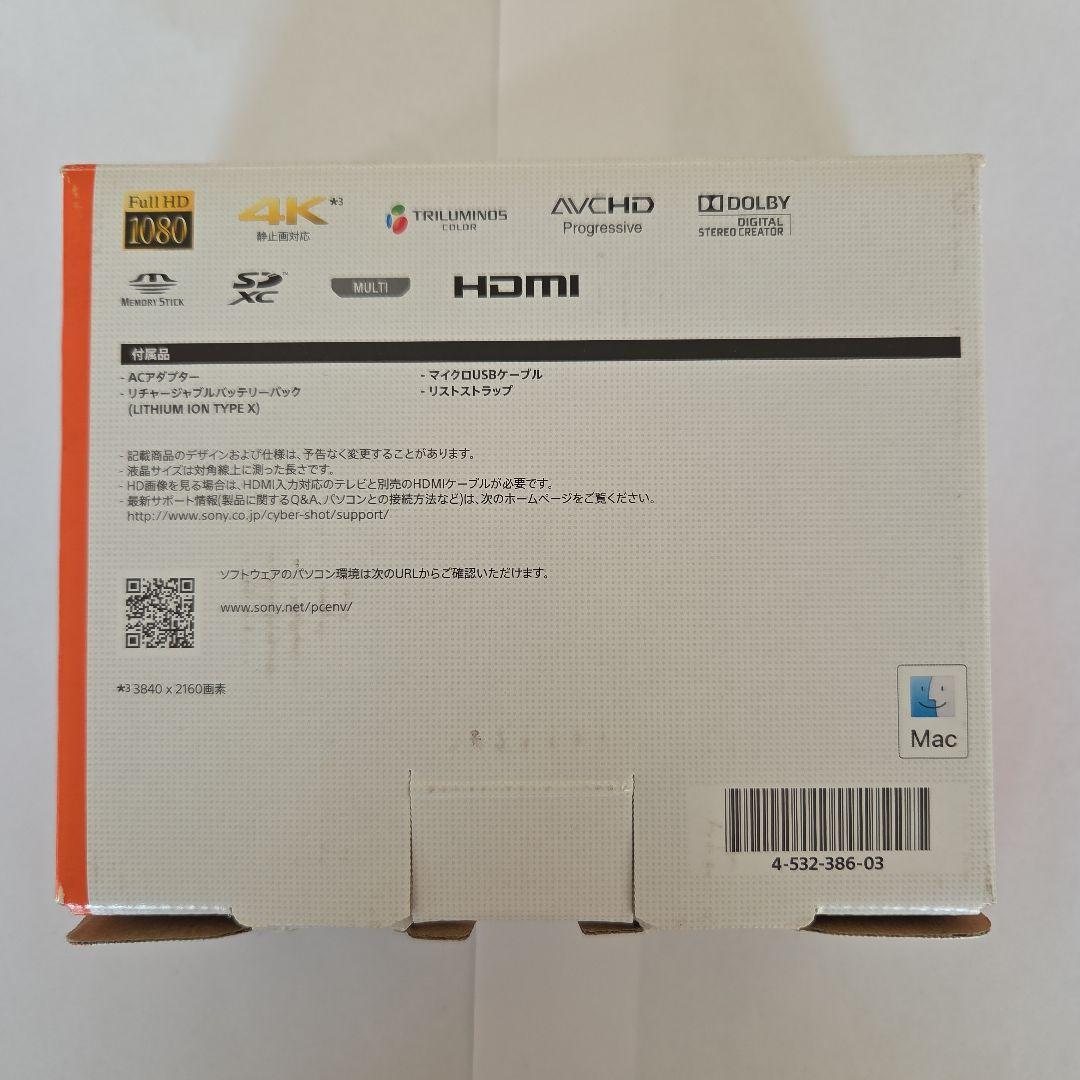 Full HD
1080
4K★3
静止画対応
TRILUMINOS
COLOR
AVCHD
Progressive
DOLBY
DIGITAL
STEREO CREATOR
MEMORY STICK
SD
XC
™
MULTI
HDMI
付属品
- ACアダプター
- リチャージャブルバッテリーパック
(LITHIUM ION TYPE X)
- マイクロUSBケーブル
- リストストラップ
- 記載商品のデザインおよび仕様は、予告なく変更することがあります。
- 液晶サイズは対角線上に測った長さです。
- HD画像を見る場合は、HDMI入力対応のテレビと別売のHDMIケーブルが必要です。
- 最新サポート情報(製品に関するQ&A、パソコンとの接続方法など)は、次のホームページをご覧ください。
http://www.sony.co.jp/cyber-shot/support/
ソフトウェアのパソコン環境は次のURLからご確認いただけます。
www.sony.net/pcenv/
★3 3840 x 2160画素
Mac
4-532-386-03